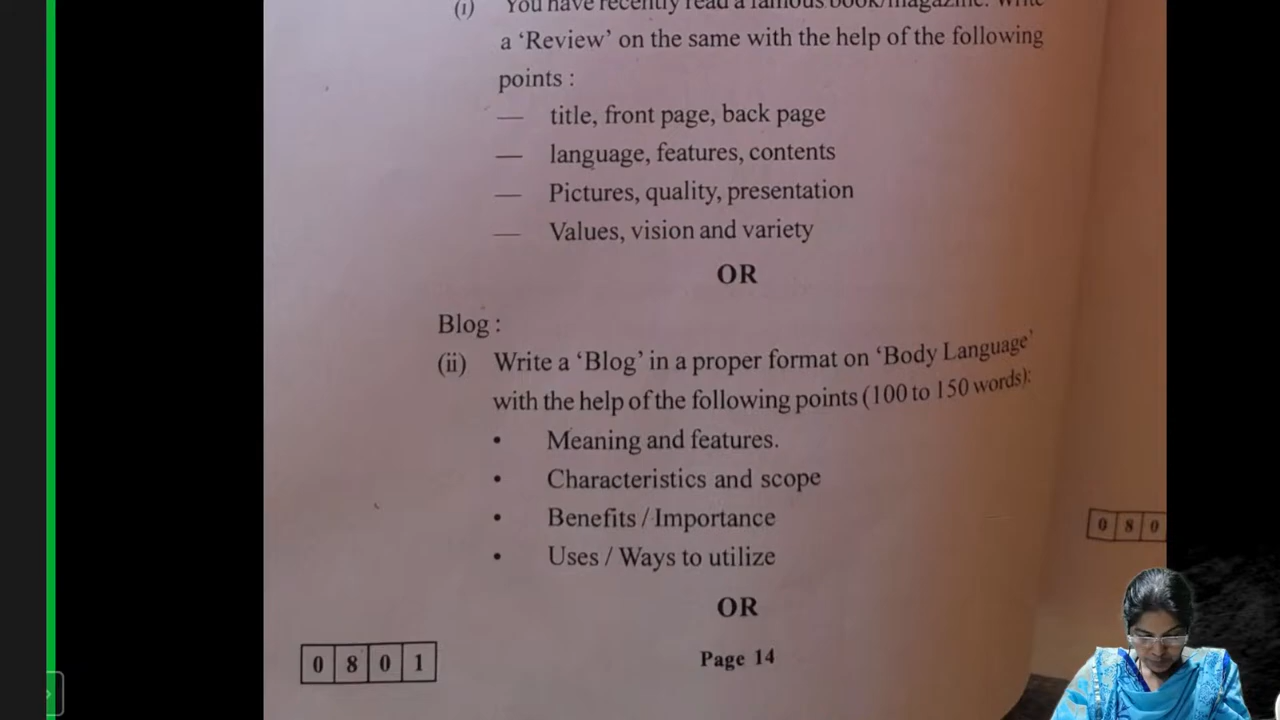 (i) You have recently read a famous book/magazine. Write
a ‘Review’ on the same with the help of the following
points :
— title, front page, back page
— language, features, contents
— Pictures, quality, presentation
— Values, vision and variety
OR
Blog :
(ii) Write a ‘Blog’ in a proper format on ‘Body Language’
with the help of the following points (100 to 150 words):
• Meaning and features.
• Characteristics and scope
• Benefits / Importance
• Uses / Ways to utilize
OR
0 8 0 1
Page 14
0 8 0